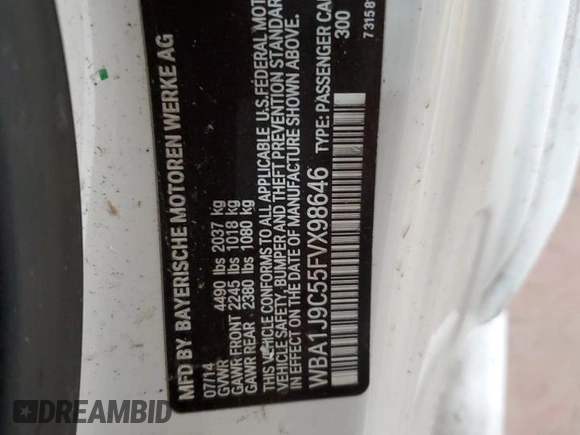 MFD BY BAYERISCHE MOTOREN WERKE AG
07/14
GVWR 4490 lbs 2037 kg
GAWR FRONT 2245 lbs 1018 kg
GAWR REAR 2380 lbs 1080 kg
THIS VEHICLE CONFORMS TO ALL APPLICABLE U.S. FEDERAL MOT
VEHICLE SAFETY, BUMPER AND THEFT PREVENTION STANDAR
IN EFFECT ON THE DATE OF MANUFACTURE SHOWN ABOVE.
WBA1J9C55FVX98646 TYPE: PASSENGER CA
300
73158
DREAMBID